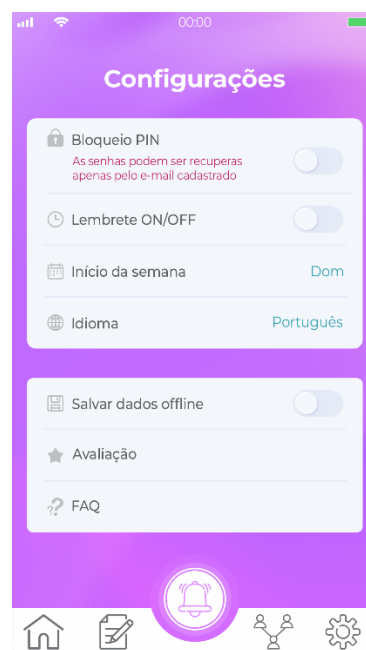 00:00
Configurações
Bloqueio PIN
As senhas podem ser recuperas
apenas pelo e-mail cadastrado
Lembrete ON/OFF
Início da semana
Dom
Idioma
Português
Salvar dados offline
Avaliação
FAQ